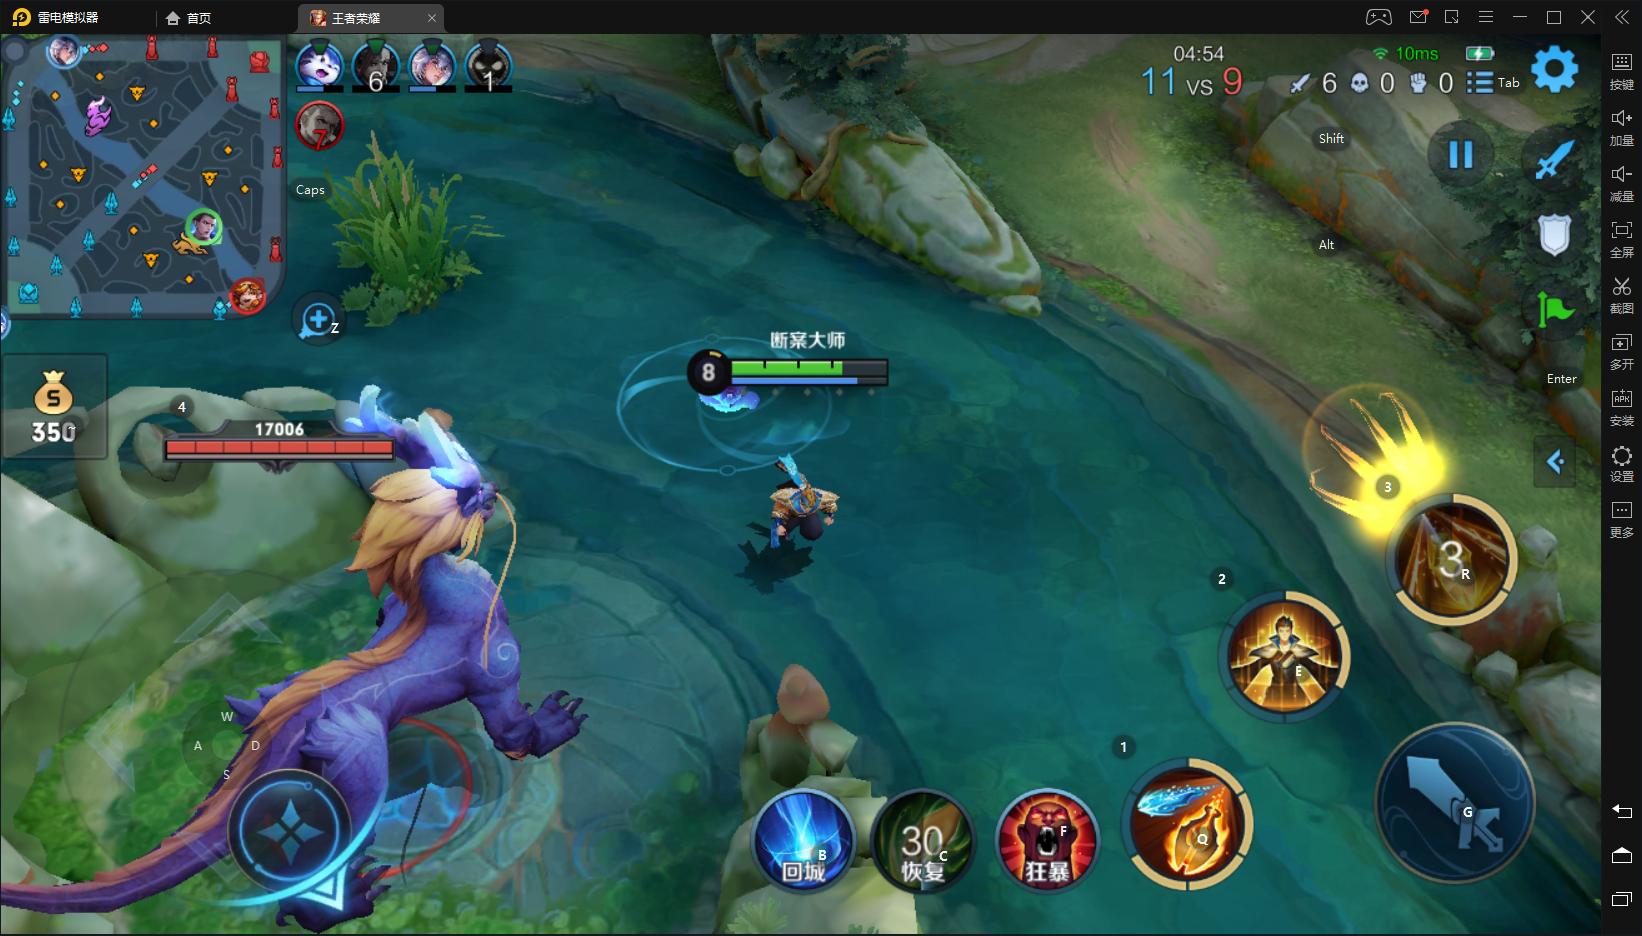 雷电模拟器
首页
王者荣耀
04:54
10ms
11 vs 9
6
0
0
Tab
6
1
7
Caps
Shift
Alt
Enter
Z
350
4
17006
断案大师
8
3
3
R
2
E
1
Q
W
A
D
S
B
回城
30
C
恢复
F
狂暴
G
按键
加量
减量
全屏
截图
多开
APK
安装
设置
更多